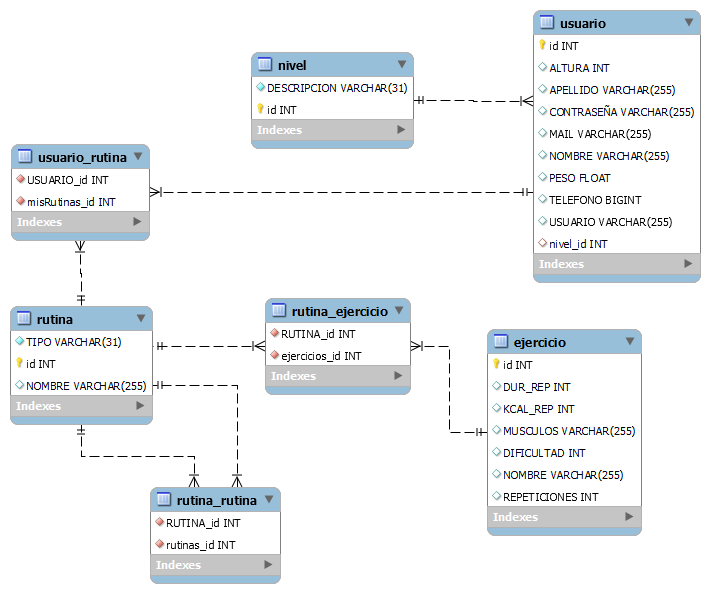 usuario
id INT
ALTURA INT
APELLIDO VARCHAR(255)
CONTRASEÑA VARCHAR(255)
MAIL VARCHAR(255)
NOMBRE VARCHAR(255)
PESO FLOAT
TELEFONO BIGINT
USUARIO VARCHAR(255)
nivel_id INT
Indexes
nivel
DESCRIPCION VARCHAR(31)
id INT
Indexes
usuario_rutina
USUARIO_id INT
misRutinas_id INT
Indexes
rutina
TIPO VARCHAR(31)
id INT
NOMBRE VARCHAR(255)
Indexes
rutina_ejercicio
RUTINA_id INT
ejercicios_id INT
Indexes
ejercicio
id INT
DUR_REP INT
KCAL_REP INT
MUSCULOS VARCHAR(255)
DIFICULTAD INT
NOMBRE VARCHAR(255)
REPETICIONES INT
Indexes
rutina_rutina
RUTINA_id INT
rutinas_id INT
Indexes